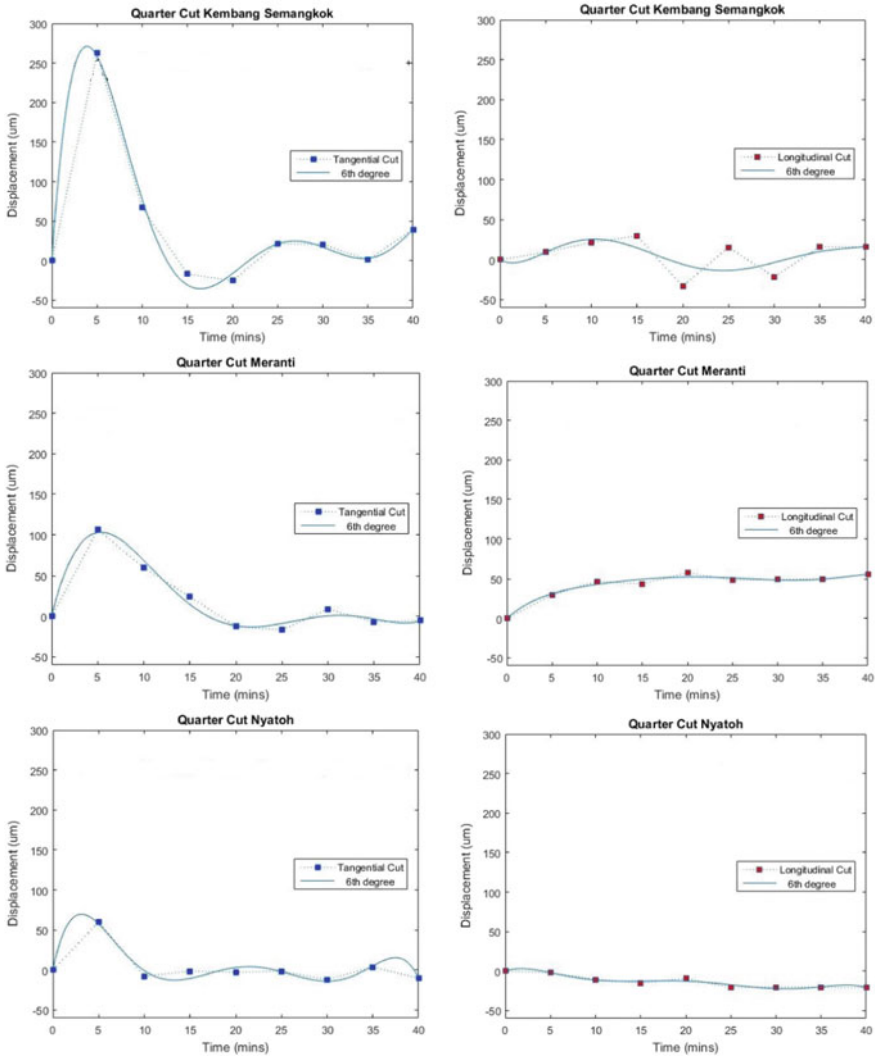 Quarter Cut Kembang Semangkok
300
250
200
150
100
50
0
-50
Displacement (um)
Tangential Cut
6th degree
0 5 10 15 20 25 30 35 40
Time (mins)
Quarter Cut Kembang Semangkok
300
250
200
150
100
50
0
-50
Displacement (um)
Longitudinal Cut
6th degree
0 5 10 15 20 25 30 35 40
Time (mins)
Quarter Cut Meranti
300
250
200
150
100
50
0
-50
Displacement (um)
Tangential Cut
6th degree
0 5 10 15 20 25 30 35 40
Time (mins)
Quarter Cut Meranti
300
250
200
150
100
50
0
-50
Displacement (um)
Longitudinal Cut
6th degree
0 5 10 15 20 25 30 35 40
Time (mins)
Quarter Cut Nyatoh
300
250
200
150
100
50
0
-50
Displacement (um)
Tangential Cut
6th degree
0 5 10 15 20 25 30 35 40
Time (mins)
Quarter Cut Nyatoh
300
250
200
150
100
50
0
-50
Displacement (um)
Longitudinal Cut
6th degree
0 5 10 15 20 25 30 35 40
Time (mins)